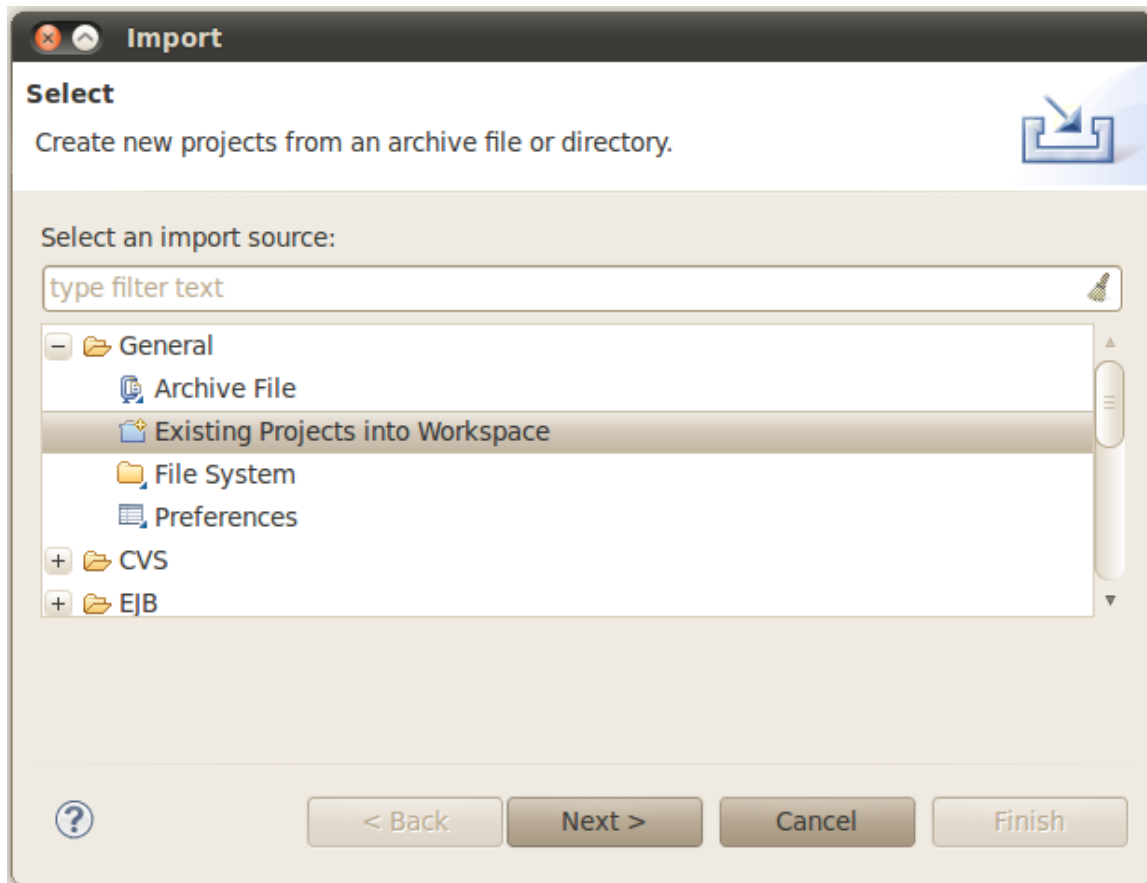 Import
Select
Create new projects from an archive file or directory.
Select an import source:
type filter text
General
Archive File
Existing Projects into Workspace
File System
Preferences
CVS
EJB
? < Back Next > Cancel Finish